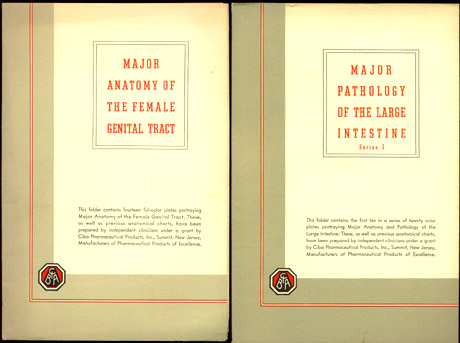 MAJOR
ANATOMY OF
THE FEMALE
GENITAL TRACT
This folder contains fourteen ful-color plates portraying
Major Anatomy of the Female Genital Tract. These,
as well as previous anatomical charts, have been
prepared by independent clinicians under a grant by
Ciba Pharmaceutical Products, Inc., Summit, New Jersey,
Manufacturers of Pharmaceutical Products of Excellence.
CIBA
MAJOR
PATHOLOGY
OF THE LARGE
INTESTINE
Series I
This folder contains the first ten in a series of twenty color
plates portraying Major Anatomy and Pathology of the
Large Intestine. These, as well as previous anatomical charts,
have been prepared by independent clinicians under a grant
by Ciba Pharmaceutical Products, Inc., Summit, New Jersey,
Manufacturers of Pharmaceutical Products of Excellence.
CIBA